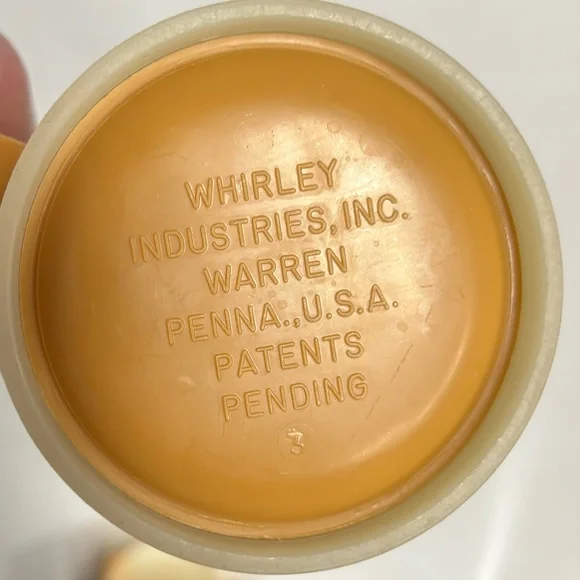 WHIRLEY
INDUSTRIES, INC.
WARREN
PENNA., U.S.A.
PATENTS
PENDING
3